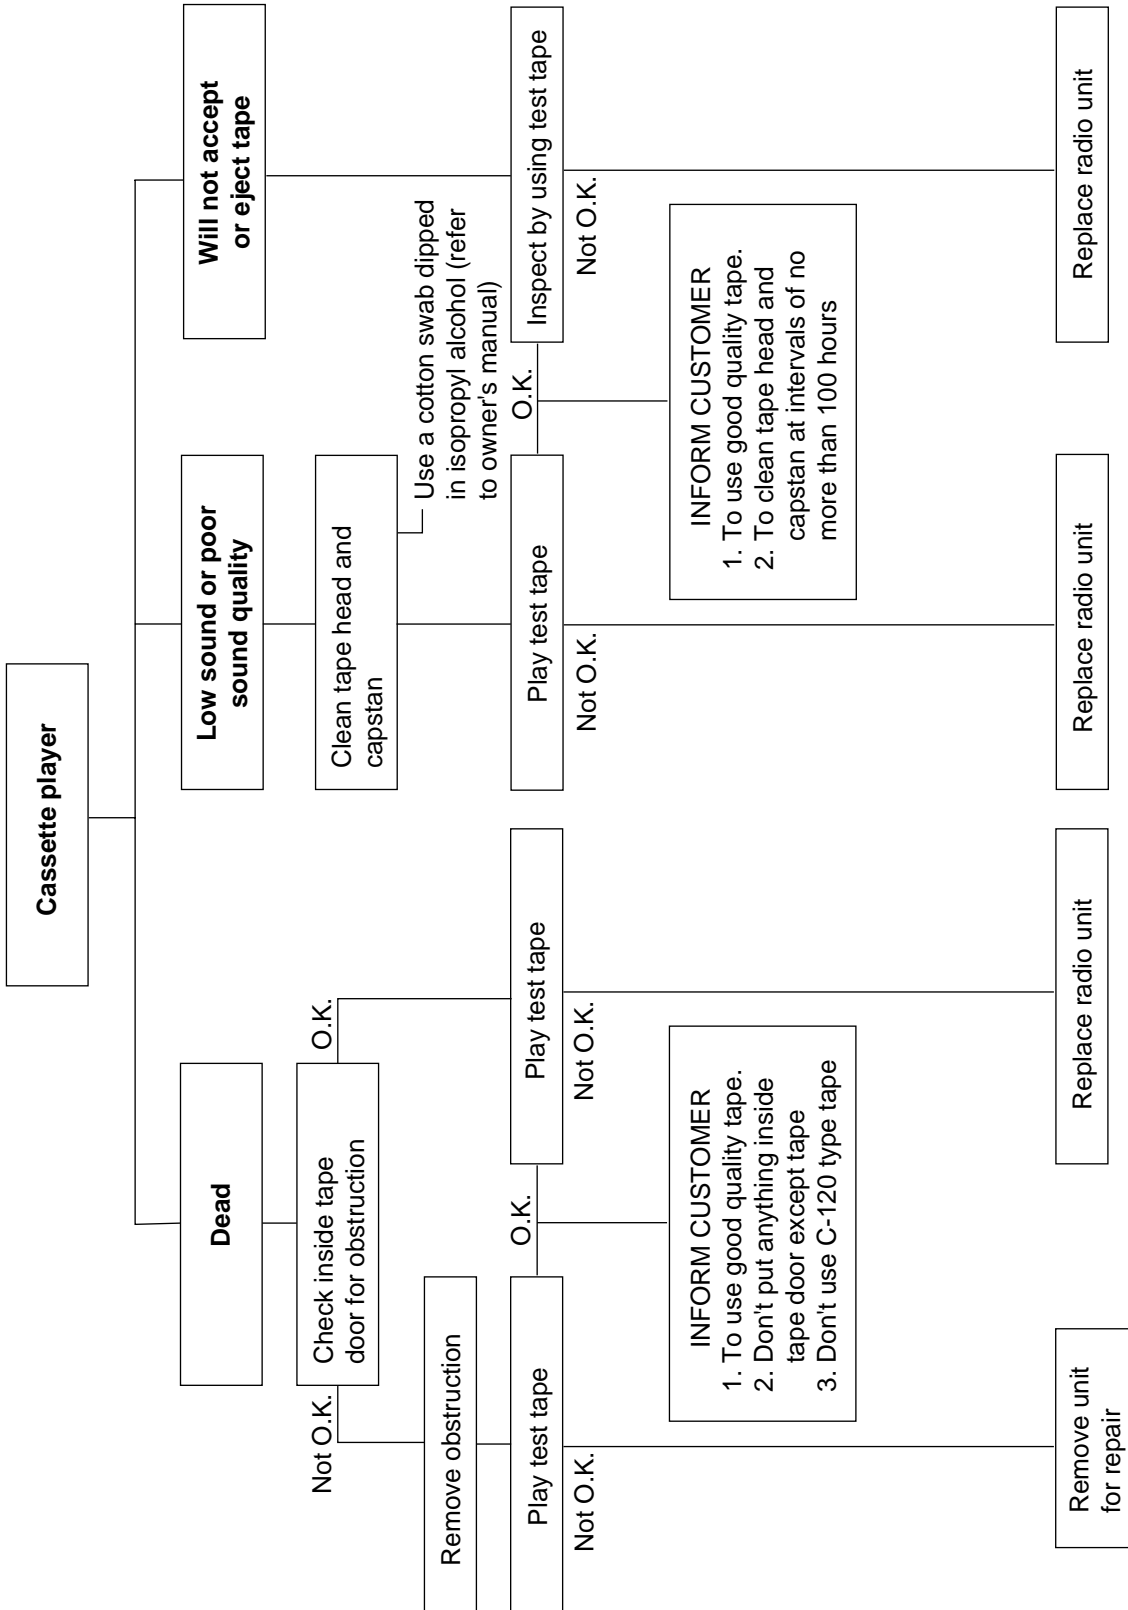 Cassette player
Dead
Low sound or poor
sound quality
Will not accept
or eject tape
Not O.K.
Check inside tape
door for obstruction
O.K.
Clean tape head and
capstan
Use a cotton swab dipped
in isopropyl alcohol (refer
to owner's manual)
Remove obstruction
Play test tape
O.K.
Play test tape
Play test tape
O.K.
Inspect by using test tape
Not O.K.
Not O.K.
Not O.K.
Not O.K.
INFORM CUSTOMER
1. To use good quality tape.
2. Don't put anything inside
tape door except tape
3. Don't use C-120 type tape
INFORM CUSTOMER
1. To use good quality tape.
2. To clean tape head and
capstan at intervals of no
more than 100 hours
Remove unit
for repair
Replace radio unit
Replace radio unit
Replace radio unit